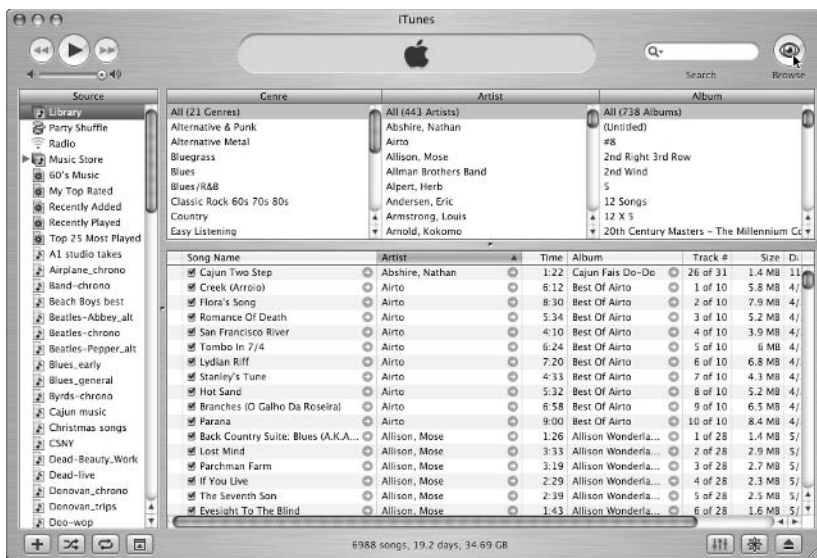 iTunes
Search
Browse
Source
Library
Party Shuffle
Radio
Music Store
60's Music
My Top Rated
Recently Added
Recently Played
Top 25 Most Played
A1 studio takes
Airplane_chrono
Band-chrono
Beach Boys best
Beatles-Abbey_alt
Beatles-chrono
Beatles-Pepper_alt
Blues_early
Blues_general
Byrds-chrono
Cajun music
Christmas songs
CSNY
Dead-Beauty_Work
Dead-live
Donovan_chrono
Donovan_trips
Doo-wop
Genre
All (21 Genres)
Alternative & Punk
Alternative Metal
Bluegrass
Blues
Blues/R&B
Classic Rock 60s 70s 80s
Country
Easy Listening
Artist
All (443 Artists)
Abshire, Nathan
Airto
Allison, Mose
Allman Brothers Band
Alpert, Herb
Andersen, Eric
Armstrong, Louis
Arnold, Kokomo
Album
All (738 Albums)
(Untitled)
#8
2nd Right 3rd Row
2nd Wind
5
12 Songs
12 X 5
20th Century Masters – The Millennium Cc
Song Name Artist Time Album Track # Size Da
Cajun Two Step Abshire, Nathan 1:22 Cajun Fais Do-Do 26 of 31 1.4 MB 11
Creek (Arroio) Airto 6:12 Best Of Airto 1 of 10 5.8 MB 4/
Flora's Song Airto 8:30 Best Of Airto 2 of 10 7.9 MB 4/
Romance Of Death Airto 5:34 Best Of Airto 3 of 10 5.2 MB 4/
San Francisco River Airto 4:10 Best Of Airto 4 of 10 3.9 MB 4/
Tombo In 7/4 Airto 6:24 Best Of Airto 5 of 10 6 MB 4/
Lydian Riff Airto 7:20 Best Of Airto 6 of 10 6.8 MB 4/
Stanley's Tune Airto 4:33 Best Of Airto 7 of 10 4.3 MB 4/
Hot Sand Airto 5:32 Best Of Airto 8 of 10 5.2 MB 4/
Branches (O Galho Da Roseira) Airto 6:58 Best Of Airto 9 of 10 6.5 MB 4/
Parana Airto 9:00 Best Of Airto 10 of 10 8.4 MB 4/
Back Country Suite: Blues (A.K.A... Allison, Mose 1:26 Allison Wonderla... 1 of 28 1.4 MB 5/
Lost Mind Allison, Mose 3:33 Allison Wonderla... 2 of 28 2.9 MB 5/
Parchman Farm Allison, Mose 3:19 Allison Wonderla... 3 of 28 2.7 MB 5/
If You Live Allison, Mose 2:29 Allison Wonderla... 4 of 28 2.3 MB 5/
The Seventh Son Allison, Mose 2:39 Allison Wonderla... 5 of 28 2.5 MB 5/
Eyesight To The Blind Allison, Mose 1:43 Allison Wonderla... 6 of 28 1.6 MB 5/
6988 songs, 19.2 days, 34.69 GB